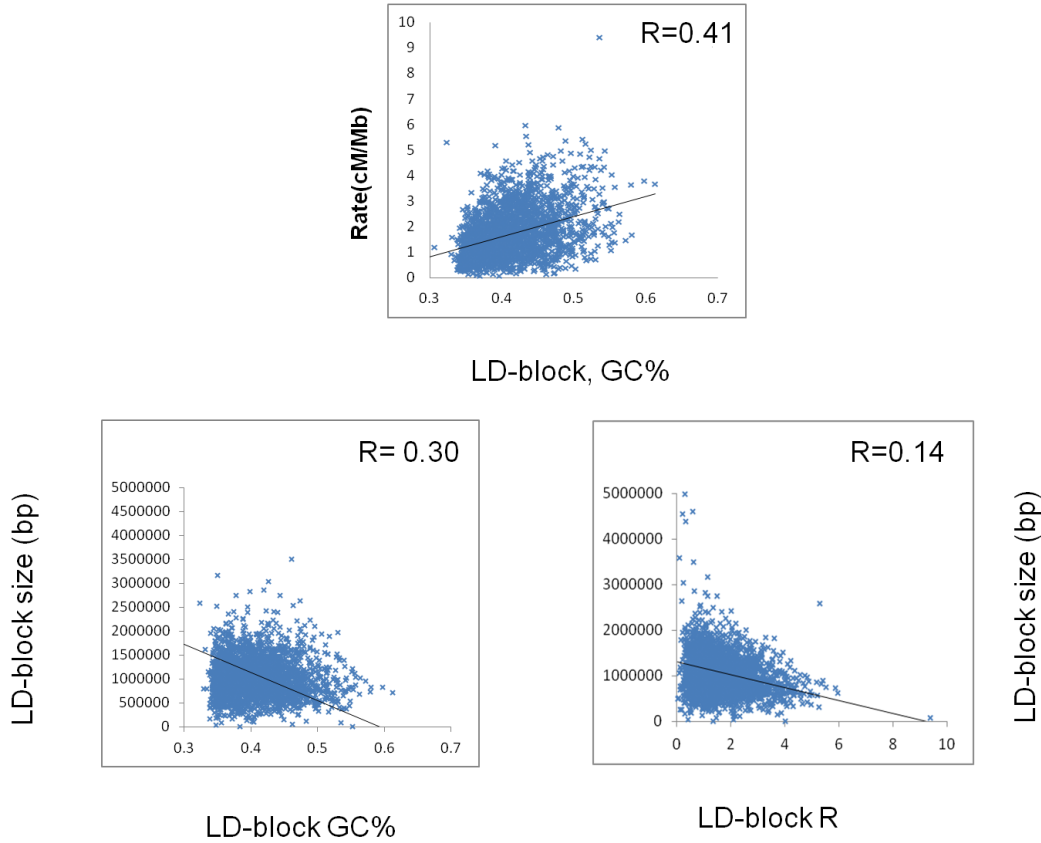 R=0.41
Rate(cM/Mb)
10
9
8
7
6
5
4
3
2
1
0
0.3 0.4 0.5 0.6 0.7
LD-block, GC%
R= 0.30
LD-block size (bp)
5000000
4500000
4000000
3500000
3000000
2500000
2000000
1500000
1000000
500000
0
0.3 0.4 0.5 0.6 0.7
LD-block GC%
R=0.14
5000000
4000000
3000000
2000000
1000000
0
0 2 4 6 8 10
LD-block size (bp)
LD-block R